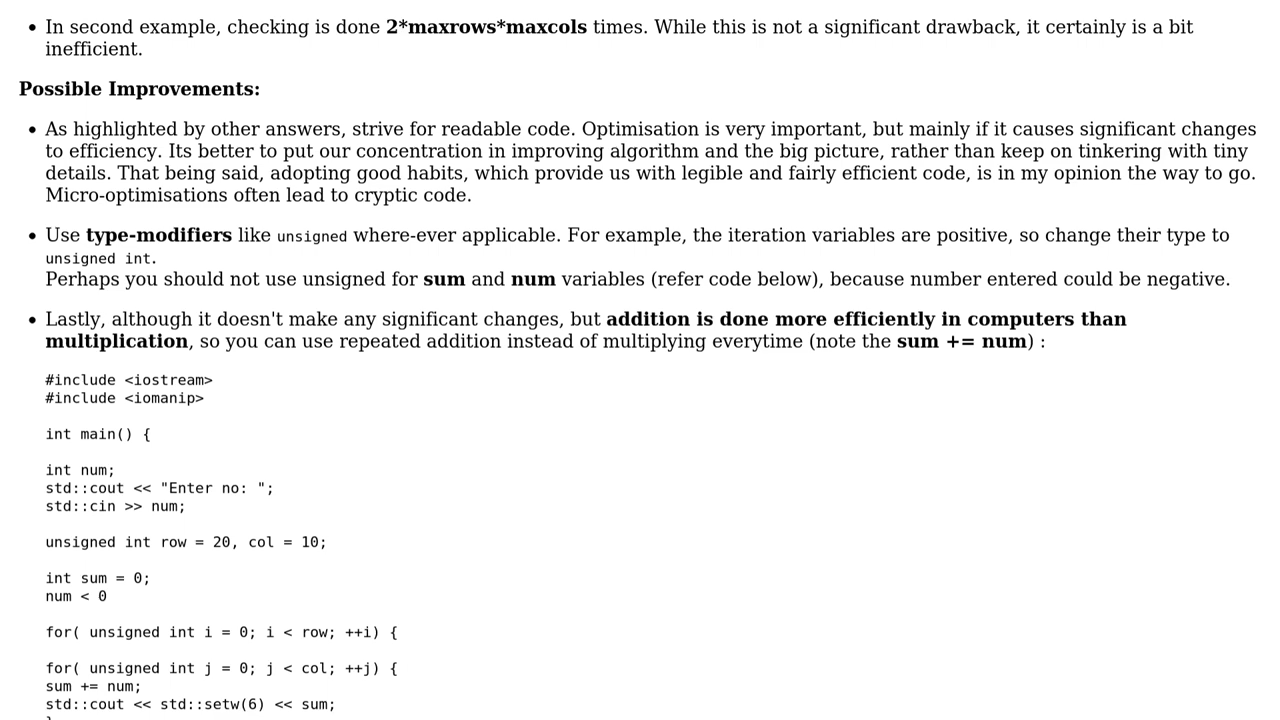 In second example, checking is done 2*maxrows*maxcols times. While this is not a significant drawback, it certainly is a bit
inefficient.
Possible Improvements:
As highlighted by other answers, strive for readable code. Optimisation is very important, but mainly if it causes significant changes
to efficiency. Its better to put our concentration in improving algorithm and the big picture, rather than keep on tinkering with tiny
details. That being said, adopting good habits, which provide us with legible and fairly efficient code, is in my opinion the way to go.
Micro-optimisations often lead to cryptic code.
Use type-modifiers like unsigned where-ever applicable. For example, the iteration variables are positive, so change their type to
unsigned int.
Perhaps you should not use unsigned for sum and num variables (refer code below), because number entered could be negative.
Lastly, although it doesn't make any significant changes, but addition is done more efficiently in computers than
multiplication, so you can use repeated addition instead of multiplying everytime (note the sum += num) :
#include <iostream>
#include <iomanip>
int main() {
int num;
std::cout << "Enter no: ";
std::cin >> num;
unsigned int row = 20, col = 10;
int sum = 0;
num < 0
for( unsigned int i = 0; i < row; ++i) {
for( unsigned int j = 0; j < col; ++j) {
sum += num;
std::cout << std::setw(6) << sum;